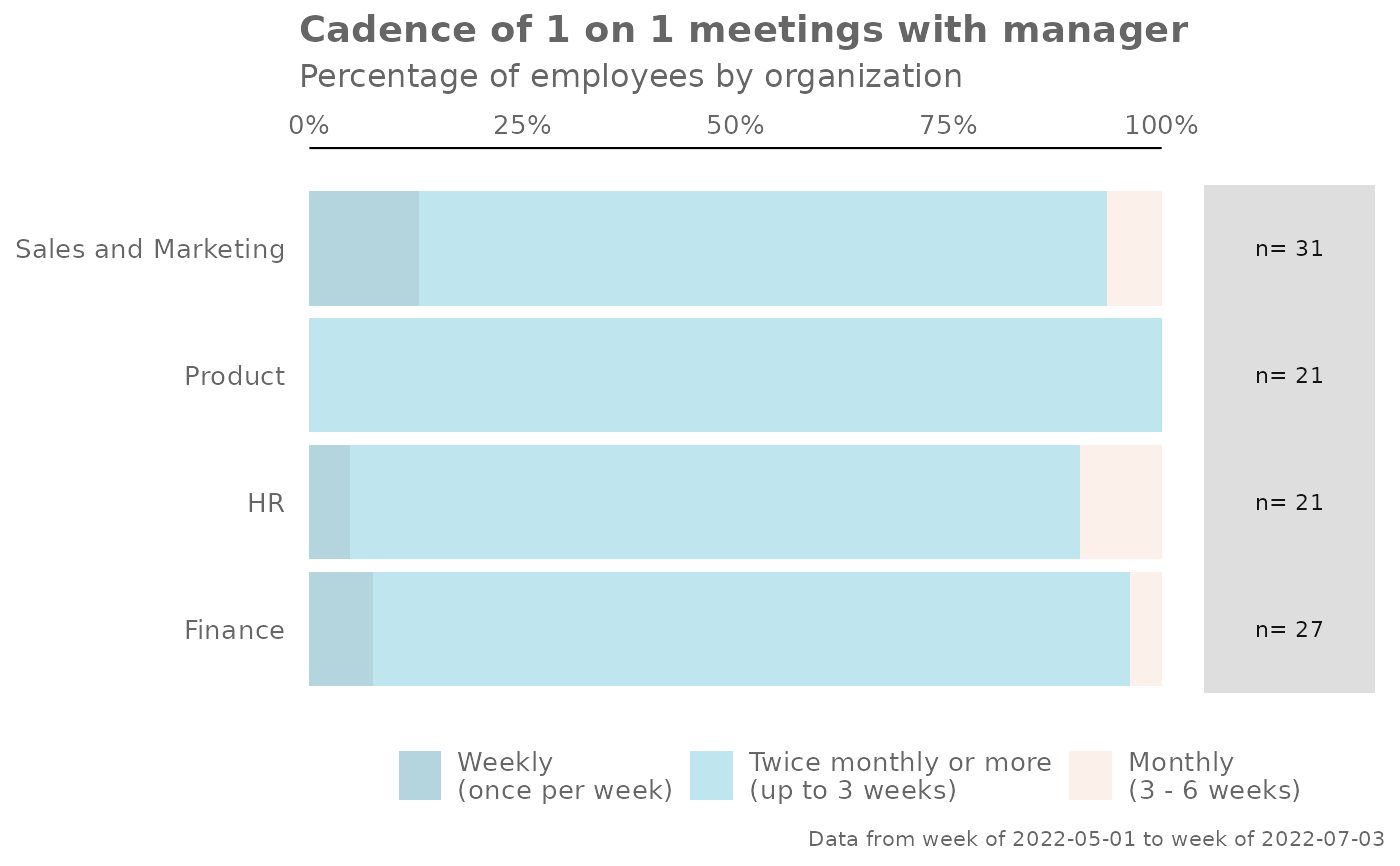 Cadence of 1 on 1 meetings with manager
Percentage of employees by organization
0% 25% 50% 75% 100%
Sales and Marketing n= 31
Product n= 21
HR n= 21
Finance n= 27
Weekly Twice monthly or more Monthly
(once per week) (up to 3 weeks) (3 - 6 weeks)
Data from week of 2022-05-01 to week of 2022-07-03